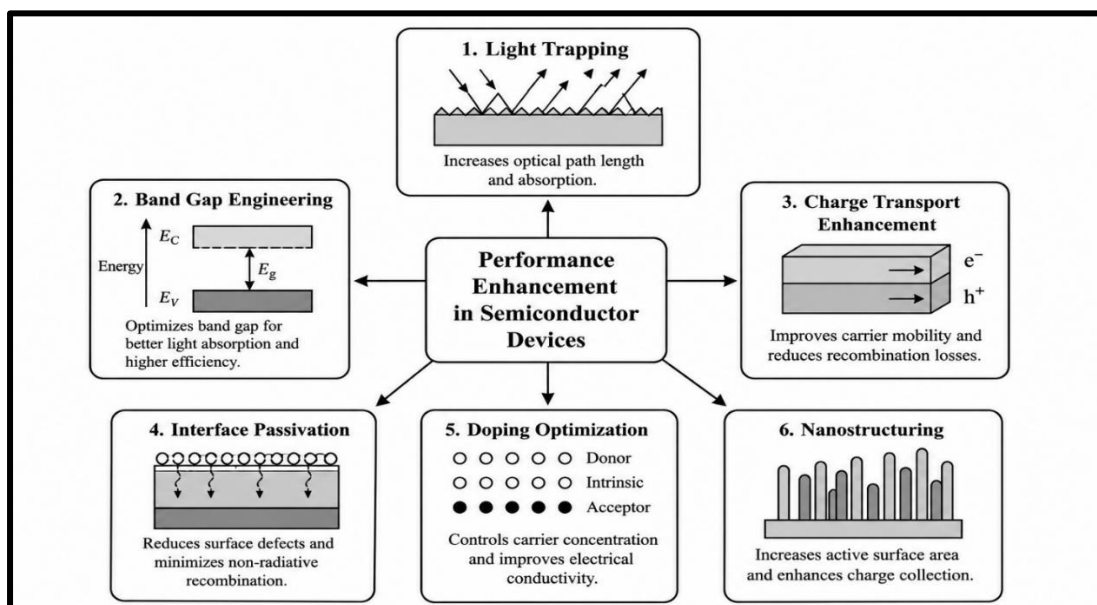 1. Light Trapping
Increases optical path length
and absorption.
2. Band Gap Engineering
E_C
Energy
E_g
E_V
Optimizes band gap for
better light absorption and
higher efficiency.
Performance
Enhancement
in Semiconductor
Devices
3. Charge Transport
Enhancement
e⁻
h⁺
Improves carrier mobility and
reduces recombination losses.
4. Interface Passivation
Reduces surface defects and
minimizes non-radiative
recombination.
5. Doping Optimization
Donor
Intrinsic
Acceptor
Controls carrier concentration
and improves electrical
conductivity.
6. Nanostructuring
Increases active surface area
and enhances charge collection.